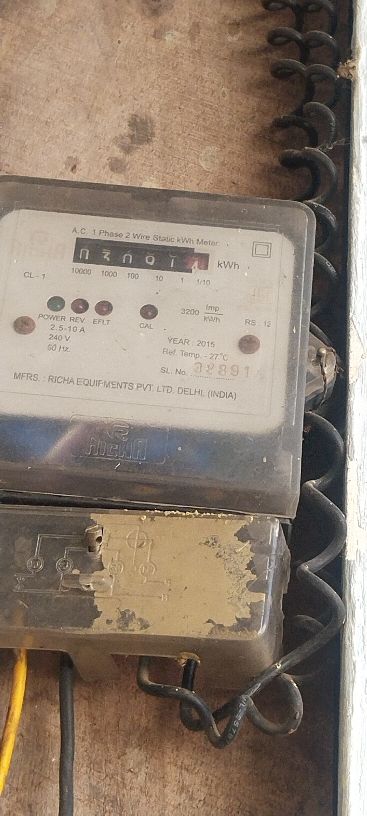 A.C. 1 Phase 2 Wire Static kWh Meter
kWh
CL - 1
10000 1000 100 10 1 1/10
3200 Imp/kWh
POWER REV. EFLT CAL
RS : 12
2.5-10 A
240 V.
50 Hz.
YEARː 2015
Ref. Temp. - 27°C
SL. No. 38891
MFRS. : RICHA EQUIPMENTS PVT. LTD. DELHI. (INDIA)
RICHA